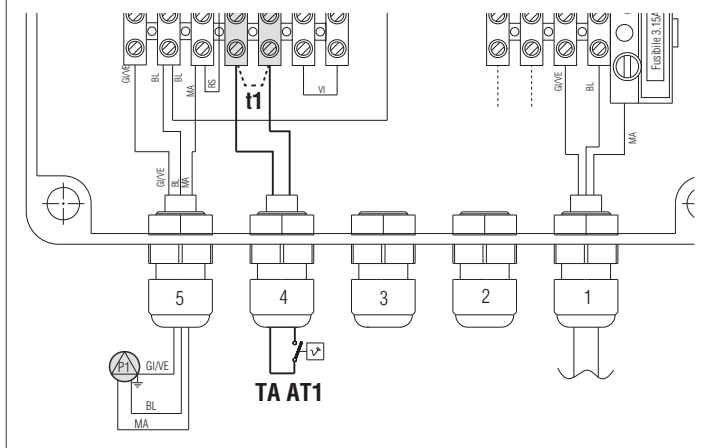 Fusibile 3.15A
GI/VE
BL
BL
MA
RS
t1
VI
GI/VE
BL
MA
GI/VE
BL
MA
5
4
3
2
1
P1
GI/VE
BL
MA
TA AT1